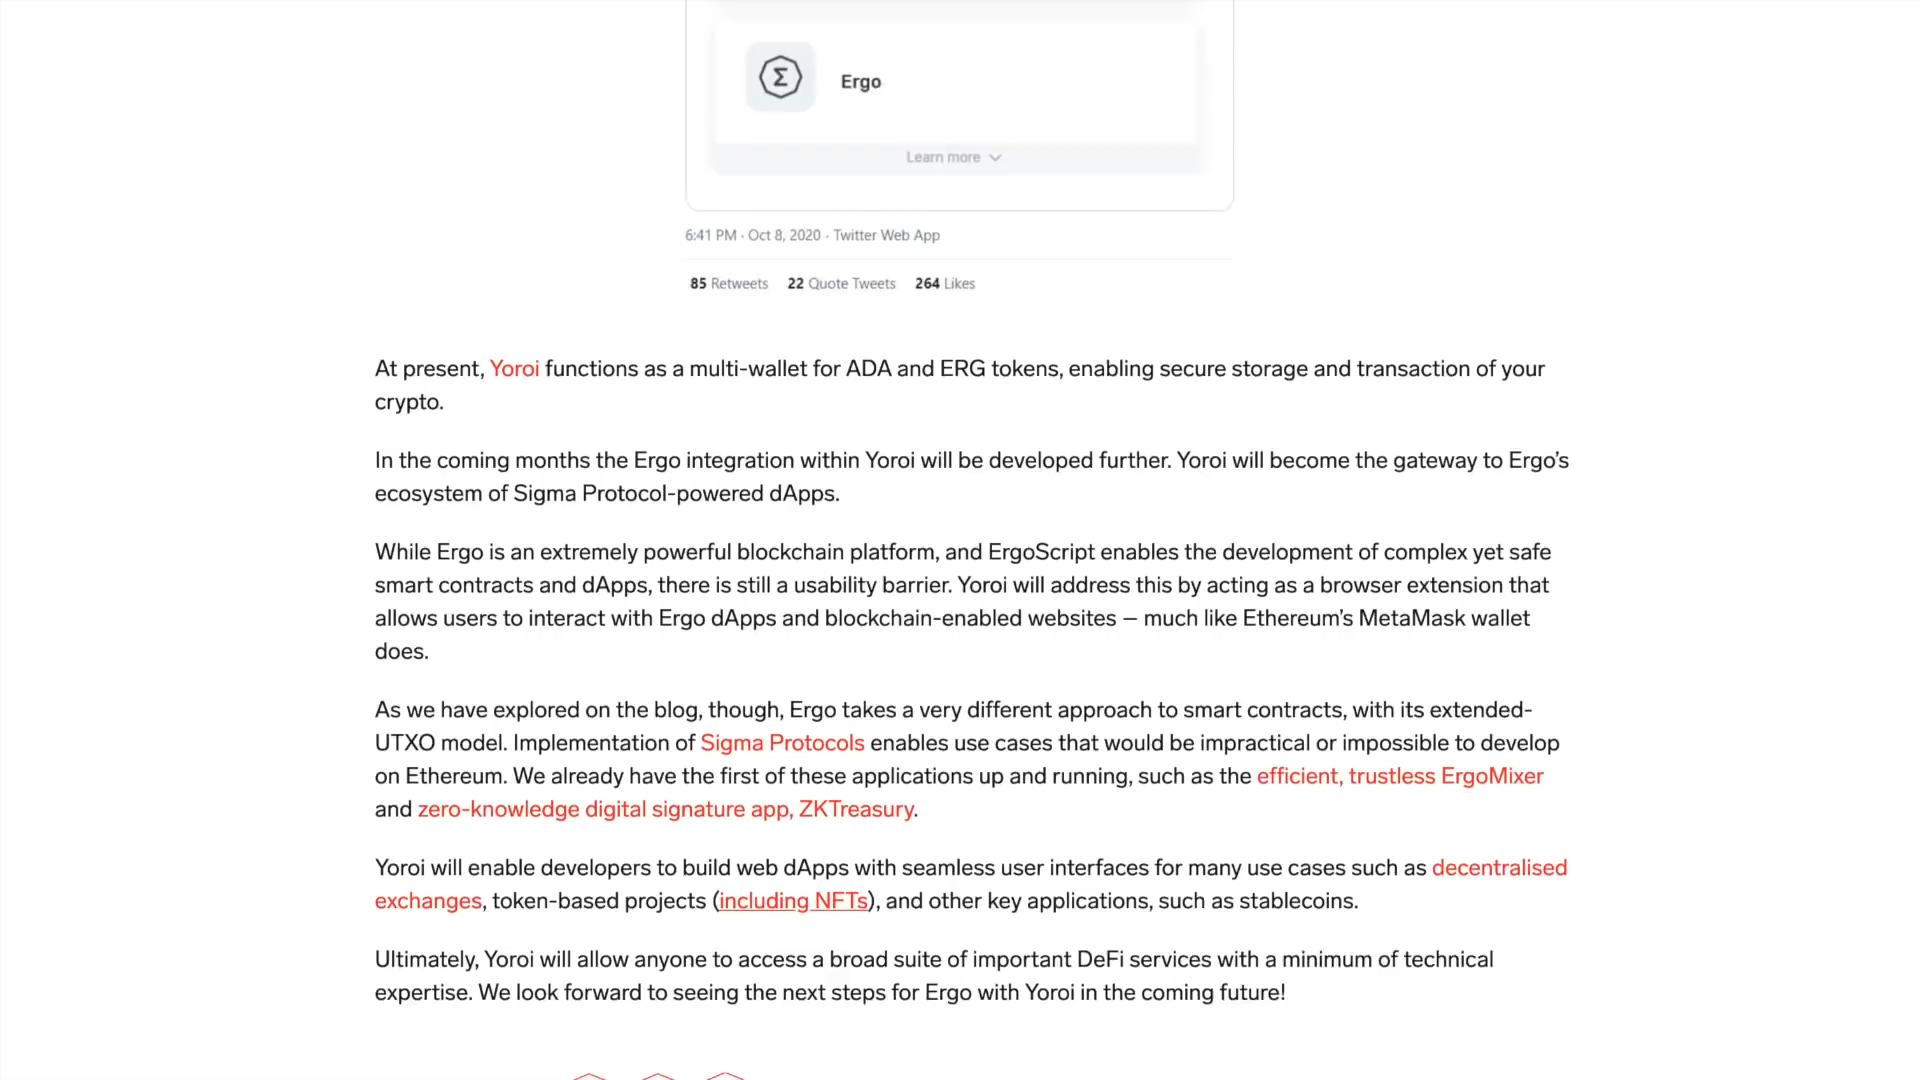 Σ
Ergo
Learn more
6:41 PM · Oct 8, 2020 · Twitter Web App
85 Retweets 22 Quote Tweets 264 Likes
At present, Yoroi functions as a multi-wallet for ADA and ERG tokens, enabling secure storage and transaction of your
crypto.
In the coming months the Ergo integration within Yoroi will be developed further. Yoroi will become the gateway to Ergo’s
ecosystem of Sigma Protocol-powered dApps.
While Ergo is an extremely powerful blockchain platform, and ErgoScript enables the development of complex yet safe
smart contracts and dApps, there is still a usability barrier. Yoroi will address this by acting as a browser extension that
allows users to interact with Ergo dApps and blockchain-enabled websites – much like Ethereum’s MetaMask wallet
does.
As we have explored on the blog, though, Ergo takes a very different approach to smart contracts, with its extended-
UTXO model. Implementation of Sigma Protocols enables use cases that would be impractical or impossible to develop
on Ethereum. We already have the first of these applications up and running, such as the efficient, trustless ErgoMixer
and zero-knowledge digital signature app, ZKTreasury.
Yoroi will enable developers to build web dApps with seamless user interfaces for many use cases such as decentralised
exchanges, token-based projects (including NFTs), and other key applications, such as stablecoins.
Ultimately, Yoroi will allow anyone to access a broad suite of important DeFi services with a minimum of technical
expertise. We look forward to seeing the next steps for Ergo with Yoroi in the coming future!